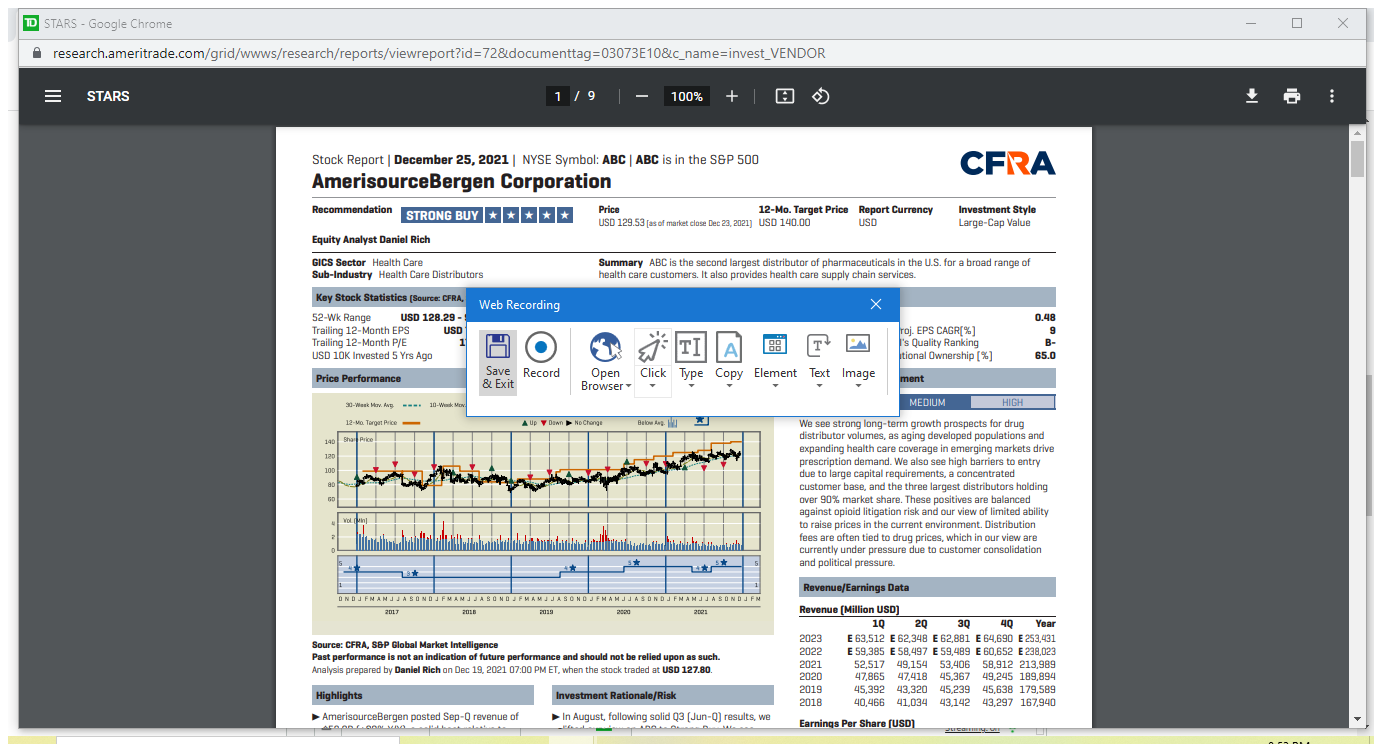 STARS - Google Chrome
research.ameritrade.com/grid/wwws/research/reports/viewreport?id=72&documenttag=03073E10&c_name=invest_VENDOR
STARS
1 / 9
100%
Stock Report | December 25, 2021 | NYSE Symbol: ABC | ABC is in the S&P 500
CFRA
AmerisourceBergen Corporation
Recommendation STRONG BUY
Price
USD 129.53 (as of market close Dec 23, 2021)
12-Mo. Target Price
USD 140.00
Report Currency
USD
Investment Style
Large-Cap Value
Equity Analyst Daniel Rich
GICS Sector Health Care
Sub-Industry Health Care Distributors
Summary ABC is the second largest distributor of pharmaceuticals in the U.S. for a broad range of
health care customers. It also provides health care supply chain services.
Key Stock Statistics (Source: CFRA,
52-Wk Range USD 128.29 -
Trailing 12-Month EPS USD
Trailing 12-Month P/E
USD 10K Invested 5 Yrs Ago
0.48
roj. EPS CAGR(%) 9
's Quality Ranking B-
tional Ownership (%) 65.0
Web Recording
Save
& Exit
Record
Open
Browser
Click
Type
Copy
Element
Text
Image
Price Performance
30-Week Mov. Avg.
10-Week Mov.
12-Mo. Target Price
Up Down No Change
Below Avg.
Share Price
140
120
100
80
60
Vol. (Mln)
4
2
0
5
1
4
3
4
5
4
5
5
1
O N D J F M A M J J A S O N D J F M A M J J A S O N D J F M A M J J A S O N D J F M A M J J A S O N D J F M A M J J A S O N D J F M
2017 2018 2019 2020 2021
Source: CFRA, S&P Global Market Intelligence
Past performance is not an indication of future performance and should not be relied upon as such.
Analysis prepared by Daniel Rich on Dec 19, 2021 07:00 PM ET, when the stock traded at USD 127.80.
Highlights
AmerisourceBergen posted Sep-Q revenue of
Investment Rationale/Risk
In August, following solid Q3 (Jun-Q) results, we
ment
MEDIUM
HIGH
We see strong long-term growth prospects for drug
distributor volumes, as aging developed populations and
expanding health care coverage in emerging markets drive
prescription demand. We also see high barriers to entry
due to large capital requirements, a concentrated
customer base, and the three largest distributors holding
over 90% market share. These positives are balanced
against opioid litigation risk and our view of limited ability
to raise prices in the current environment. Distribution
fees are often tied to drug prices, which in our view are
currently under pressure due to customer consolidation
and political pressure.
Revenue/Earnings Data
Revenue (Million USD)
1Q 2Q 3Q 4Q Year
2023 E 63,512 E 62,348 E 62,881 E 64,690 E 253,431
2022 E 59,385 E 58,497 E 59,489 E 60,652 E 238,023
2021 52,517 49,154 53,406 58,912 213,989
2020 47,865 47,418 45,367 49,245 189,894
2019 45,392 43,320 45,239 45,638 179,589
2018 40,466 41,034 43,142 43,297 167,940
Earnings Per Share (USD)